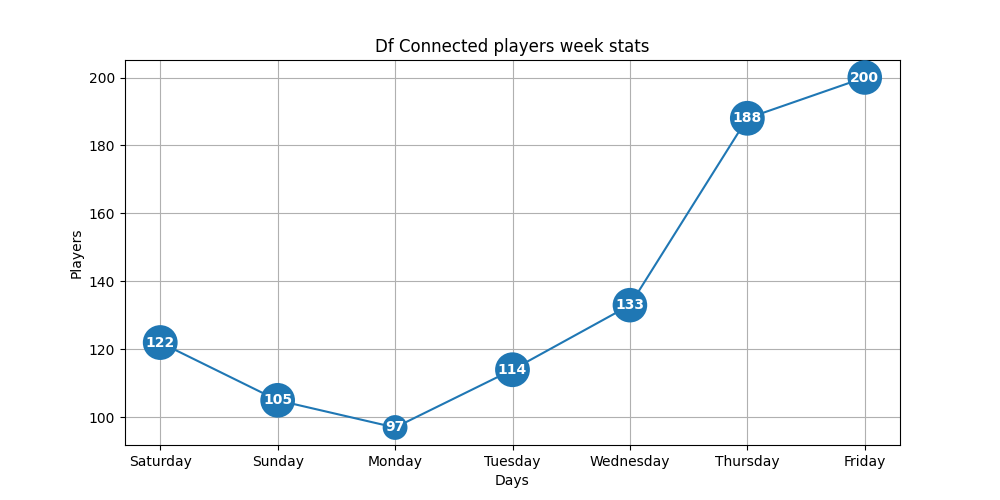 Df Connected players week stats
200
180
160
140
120
100
Players
122
105
97
114
133
188
200
Saturday
Sunday
Monday
Tuesday
Wednesday
Thursday
Friday
Days